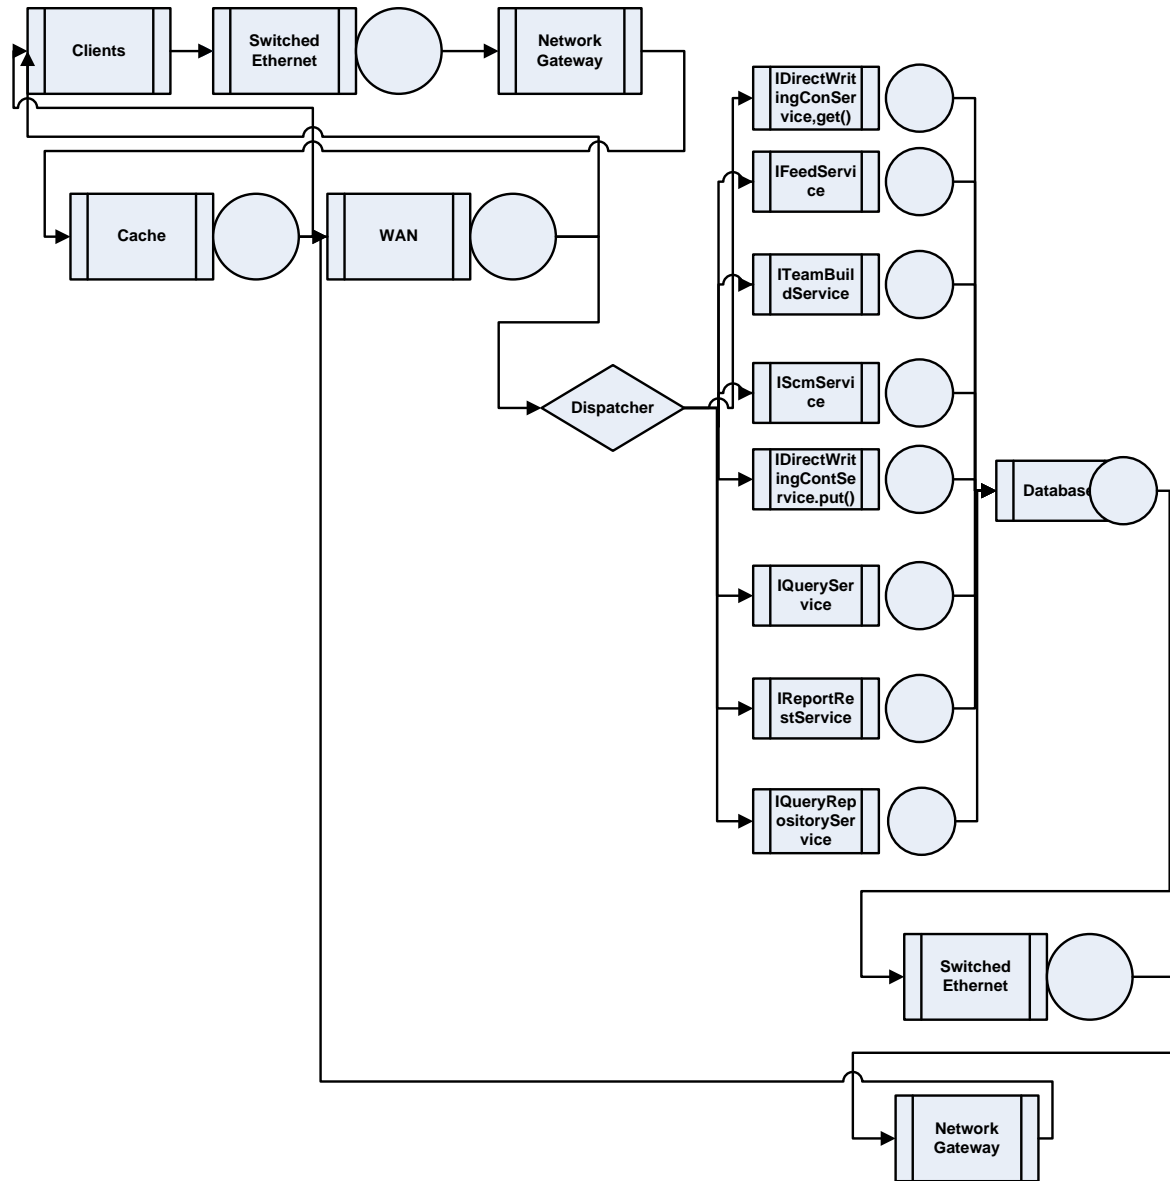 Clients
Switched
Ethernet
Network
Gateway
IDirectWrit
ingConSer
vice,get()
IFeedServi
ce
Cache
WAN
ITeamBuil
dService
IScmServi
ce
Dispatcher
IDirectWrit
ingContSe
rvice.put()
Database
IQuerySer
vice
IReportRe
stService
IQueryRep
ositorySer
vice
Switched
Ethernet
Network
Gateway